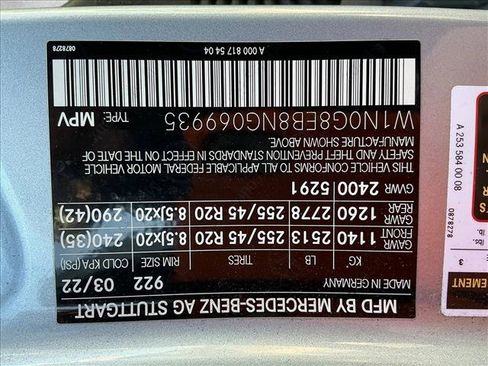 MFD BY MERCEDES-BENZ AG STUTTGART
03/22 922 MADE IN GERMANY
KG LB TIRES RIM SIZE COLD KPA (PSI)
GAWR FRONT 1140 2513 255/45 R20 8.5Jx20 240(35)
GAWR REAR 1260 2778 255/45 R20 8.5Jx20 290(42)
GVWR 2400 5291
THIS VEHICLE CONFORMS TO ALL APPLICABLE FEDERAL MOTOR VEHICLE
SAFETY AND THEFT PREVENTION STANDARDS IN EFFECT ON THE DATE OF
MANUFACTURE SHOWN ABOVE.
W1N0G8EB8NG069935 TYPE: MPV
A 000 817 54 04 0878278
3
lb.
A 253 584 00 08
0878278